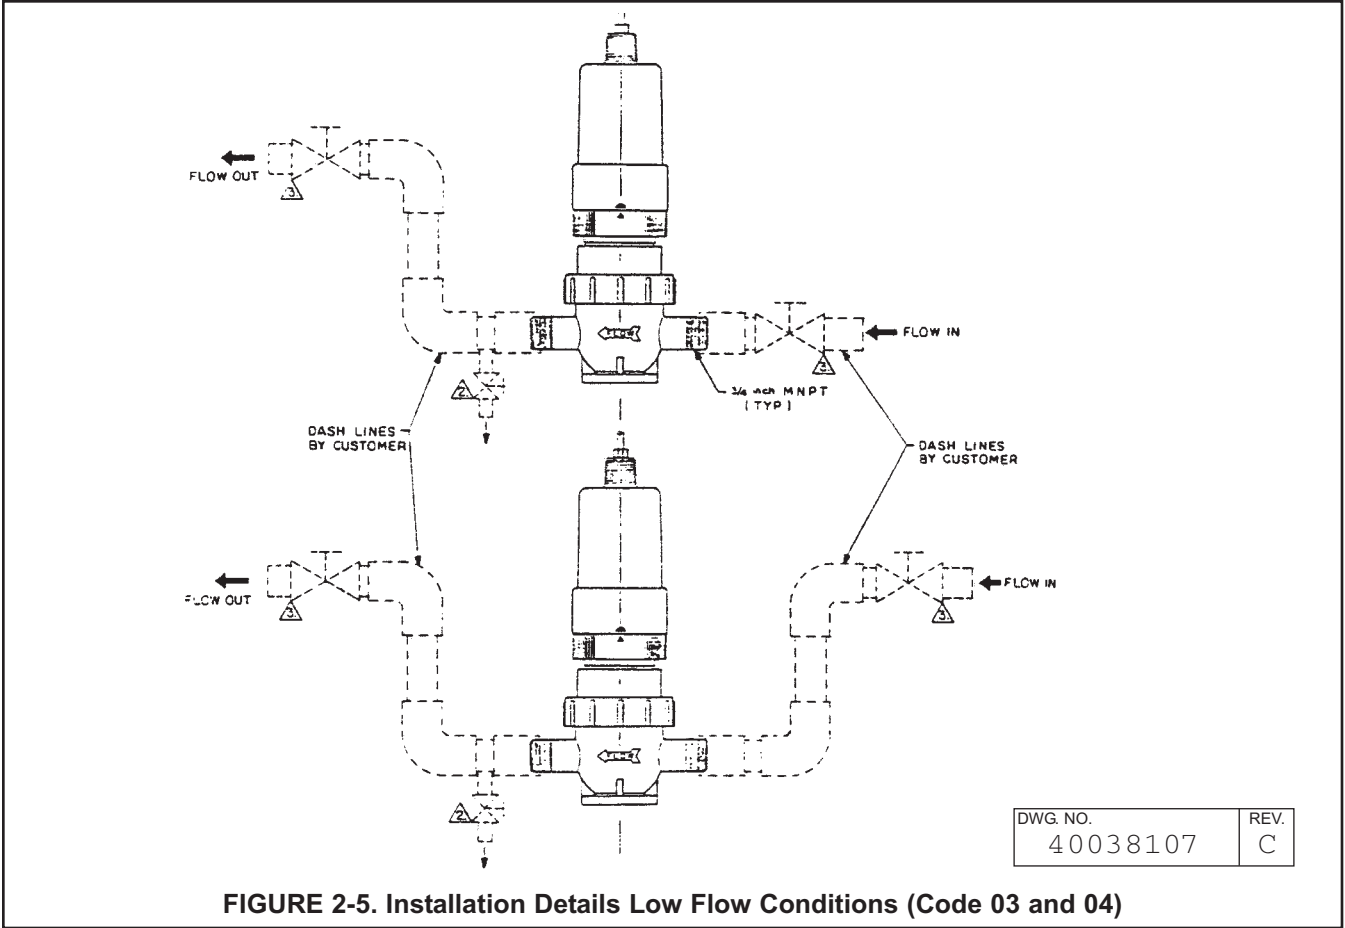 FLOW OUT
3.
FLOW
FLOW IN
3.
3/4 inch MNPT
(TYP)
2.
DASH LINES
BY CUSTOMER
DASH LINES
BY CUSTOMER
FLOW OUT
3.
FLOW IN
3.
FLOW
2.
DWG. NO.
40038107
REV.
C
FIGURE 2-5. Installation Details Low Flow Conditions (Code 03 and 04)